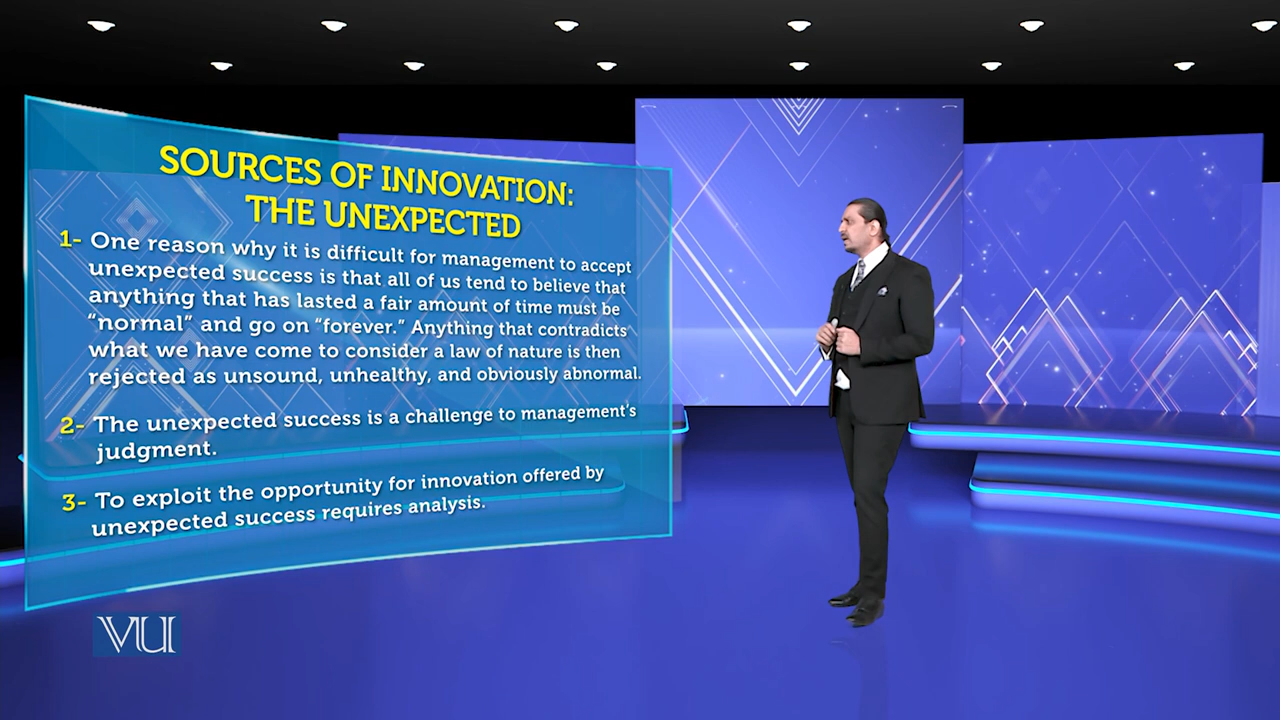 SOURCES OF INNOVATION:
THE UNEXPECTED
1- One reason why it is difficult for management to accept
unexpected success is that all of us tend to believe that
anything that has lasted a fair amount of time must be
“normal” and go on “forever.” Anything that contradicts
what we have come to consider a law of nature is then
rejected as unsound, unhealthy, and obviously abnormal.
2- The unexpected success is a challenge to management’s
judgment.
3- To exploit the opportunity for innovation offered by
unexpected success requires analysis.
VU